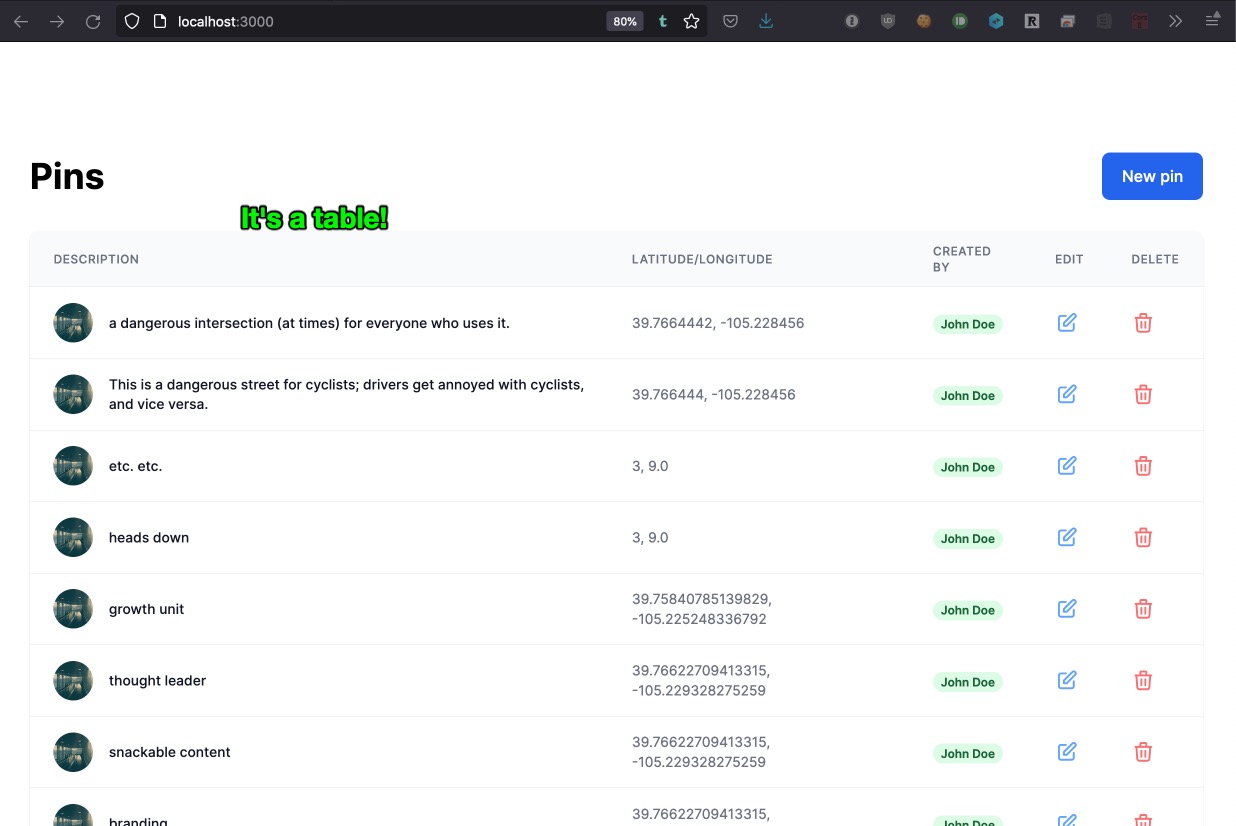 localhost:3000 80%
Pins
New pin
It's a table!
DESCRIPTION LATITUDE/LONGITUDE CREATED BY EDIT DELETE
a dangerous intersection (at times) for everyone who uses it. 39.7664442, -105.228456 John Doe
This is a dangerous street for cyclists; drivers get annoyed with cyclists,
and vice versa. 39.766444, -105.228456 John Doe
etc. etc. 3, 9.0 John Doe
heads down 3, 9.0 John Doe
growth unit 39.75840785139829,
-105.225248336792 John Doe
thought leader 39.76622709413315,
-105.229328275259 John Doe
snackable content 39.76622709413315,
-105.229328275259 John Doe
branding 39.76622709413315, John Doe